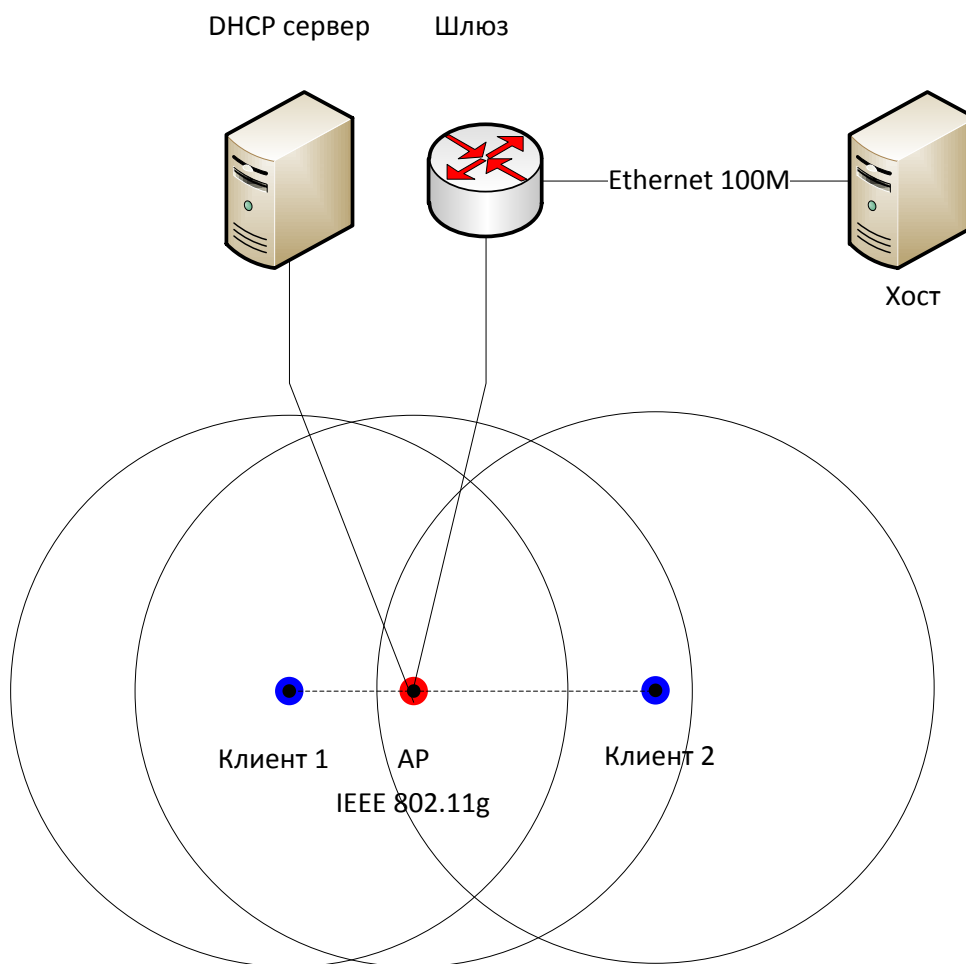 DHCP сервер
Шлюз
Ethernet 100M
Хост
Клиент 1
AP
Клиент 2
IEEE 802.11g